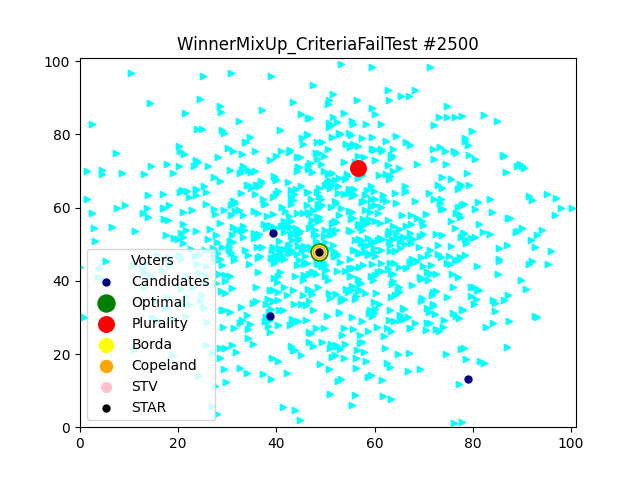 WinnerMixUp_CriteriaFailTest #2500
100
80
60
40
20
0
Voters
Candidates
Optimal
Plurality
Borda
Copeland
STV
STAR
0 20 40 60 80 100